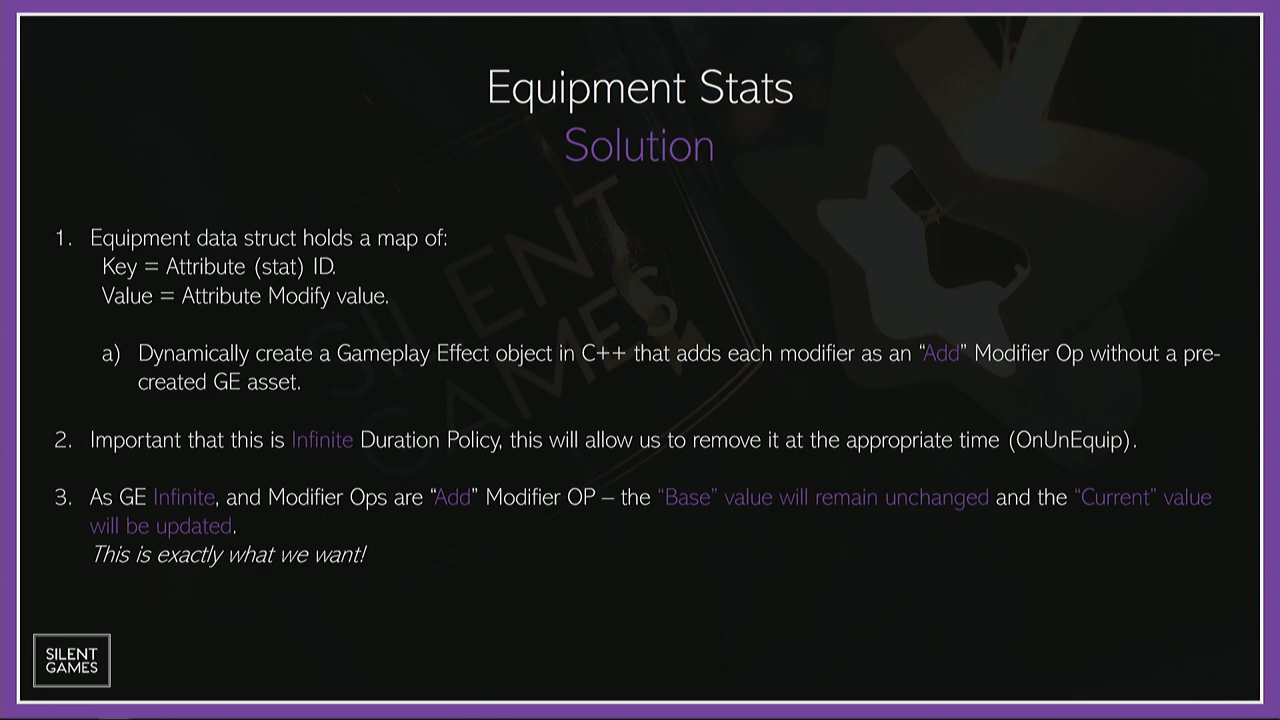 Equipment Stats
Solution
1. Equipment data struct holds a map of:
Key = Attribute (stat) ID.
Value = Attribute Modify value.
a) Dynamically create a Gameplay Effect object in C++ that adds each modifier as an “Add” Modifier Op without a pre-
created GE asset.
2. Important that this is Infinite Duration Policy, this will allow us to remove it at the appropriate time (OnUnEquip).
3. As GE Infinite, and Modifier Ops are “Add” Modifier OP – the “Base” value will remain unchanged and the “Current” value
will be updated.
This is exactly what we want!
SILENT
GAMES
SILENT
GAMES